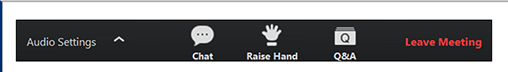 Audio Settings
Chat
Raise Hand
Q&A
Leave Meeting